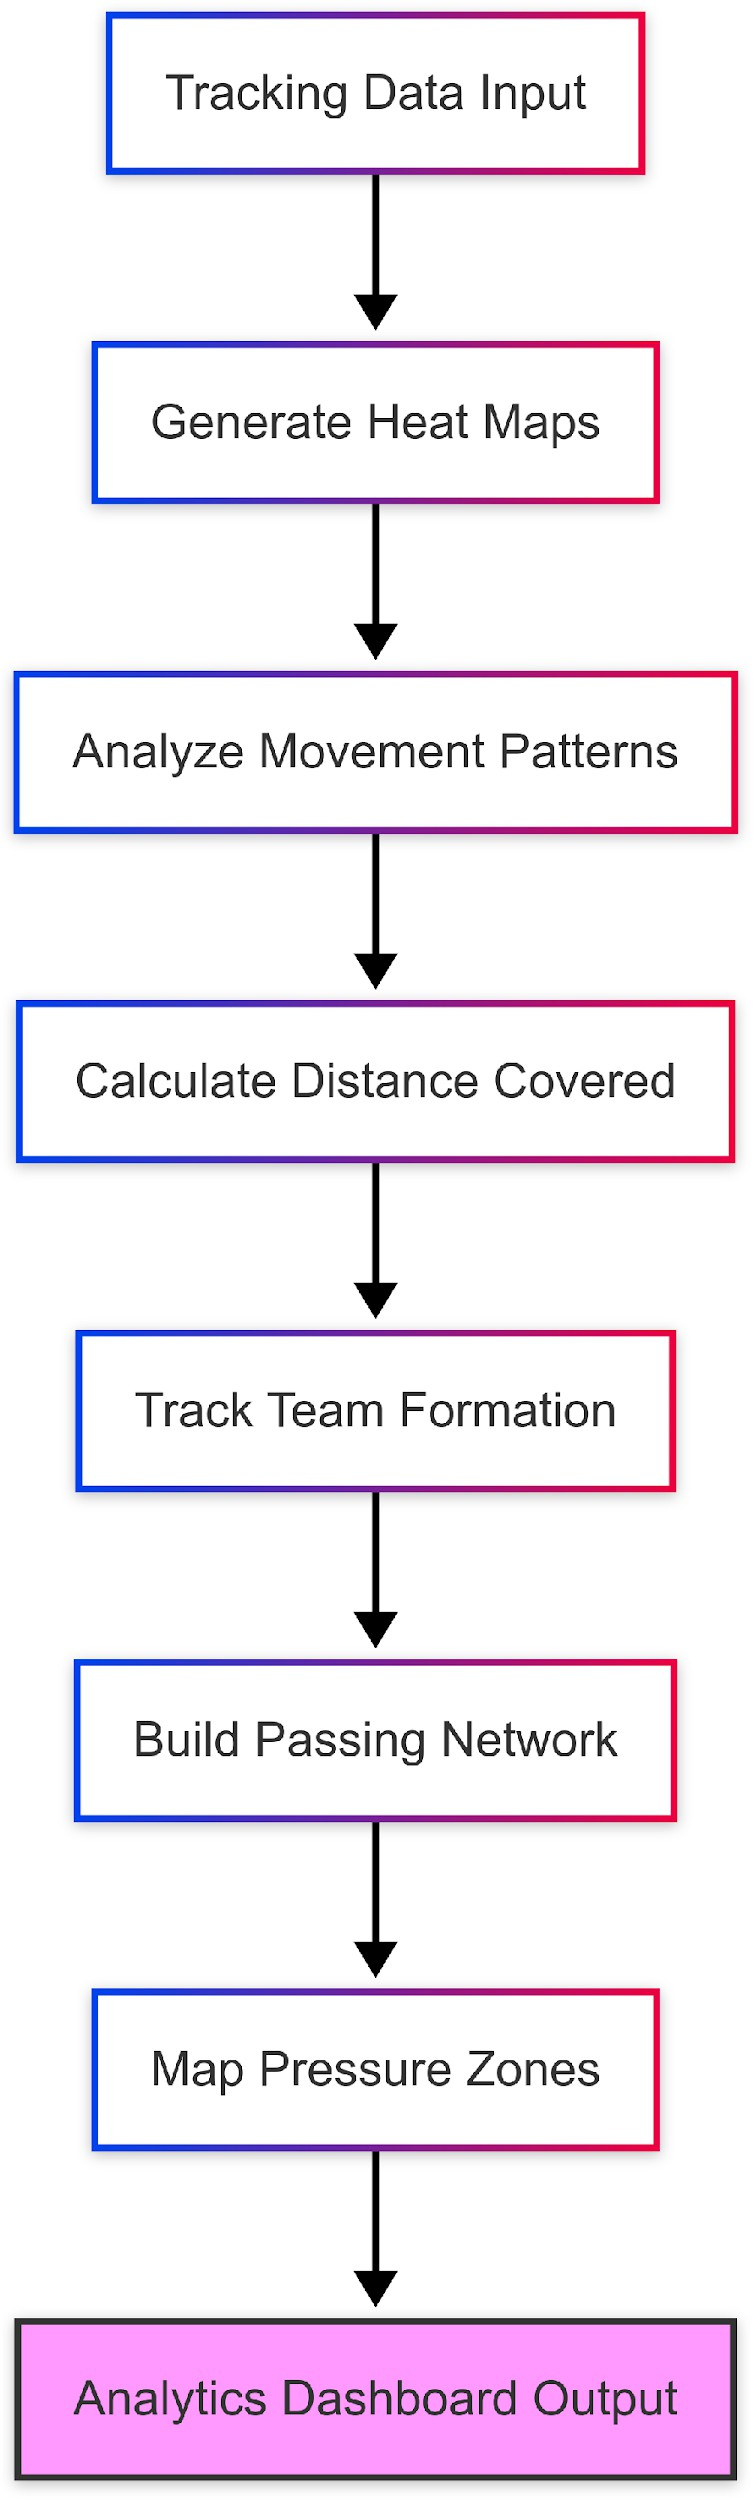 Tracking Data Input
Generate Heat Maps
Analyze Movement Patterns
Calculate Distance Covered
Track Team Formation
Build Passing Network
Map Pressure Zones
Analytics Dashboard Output